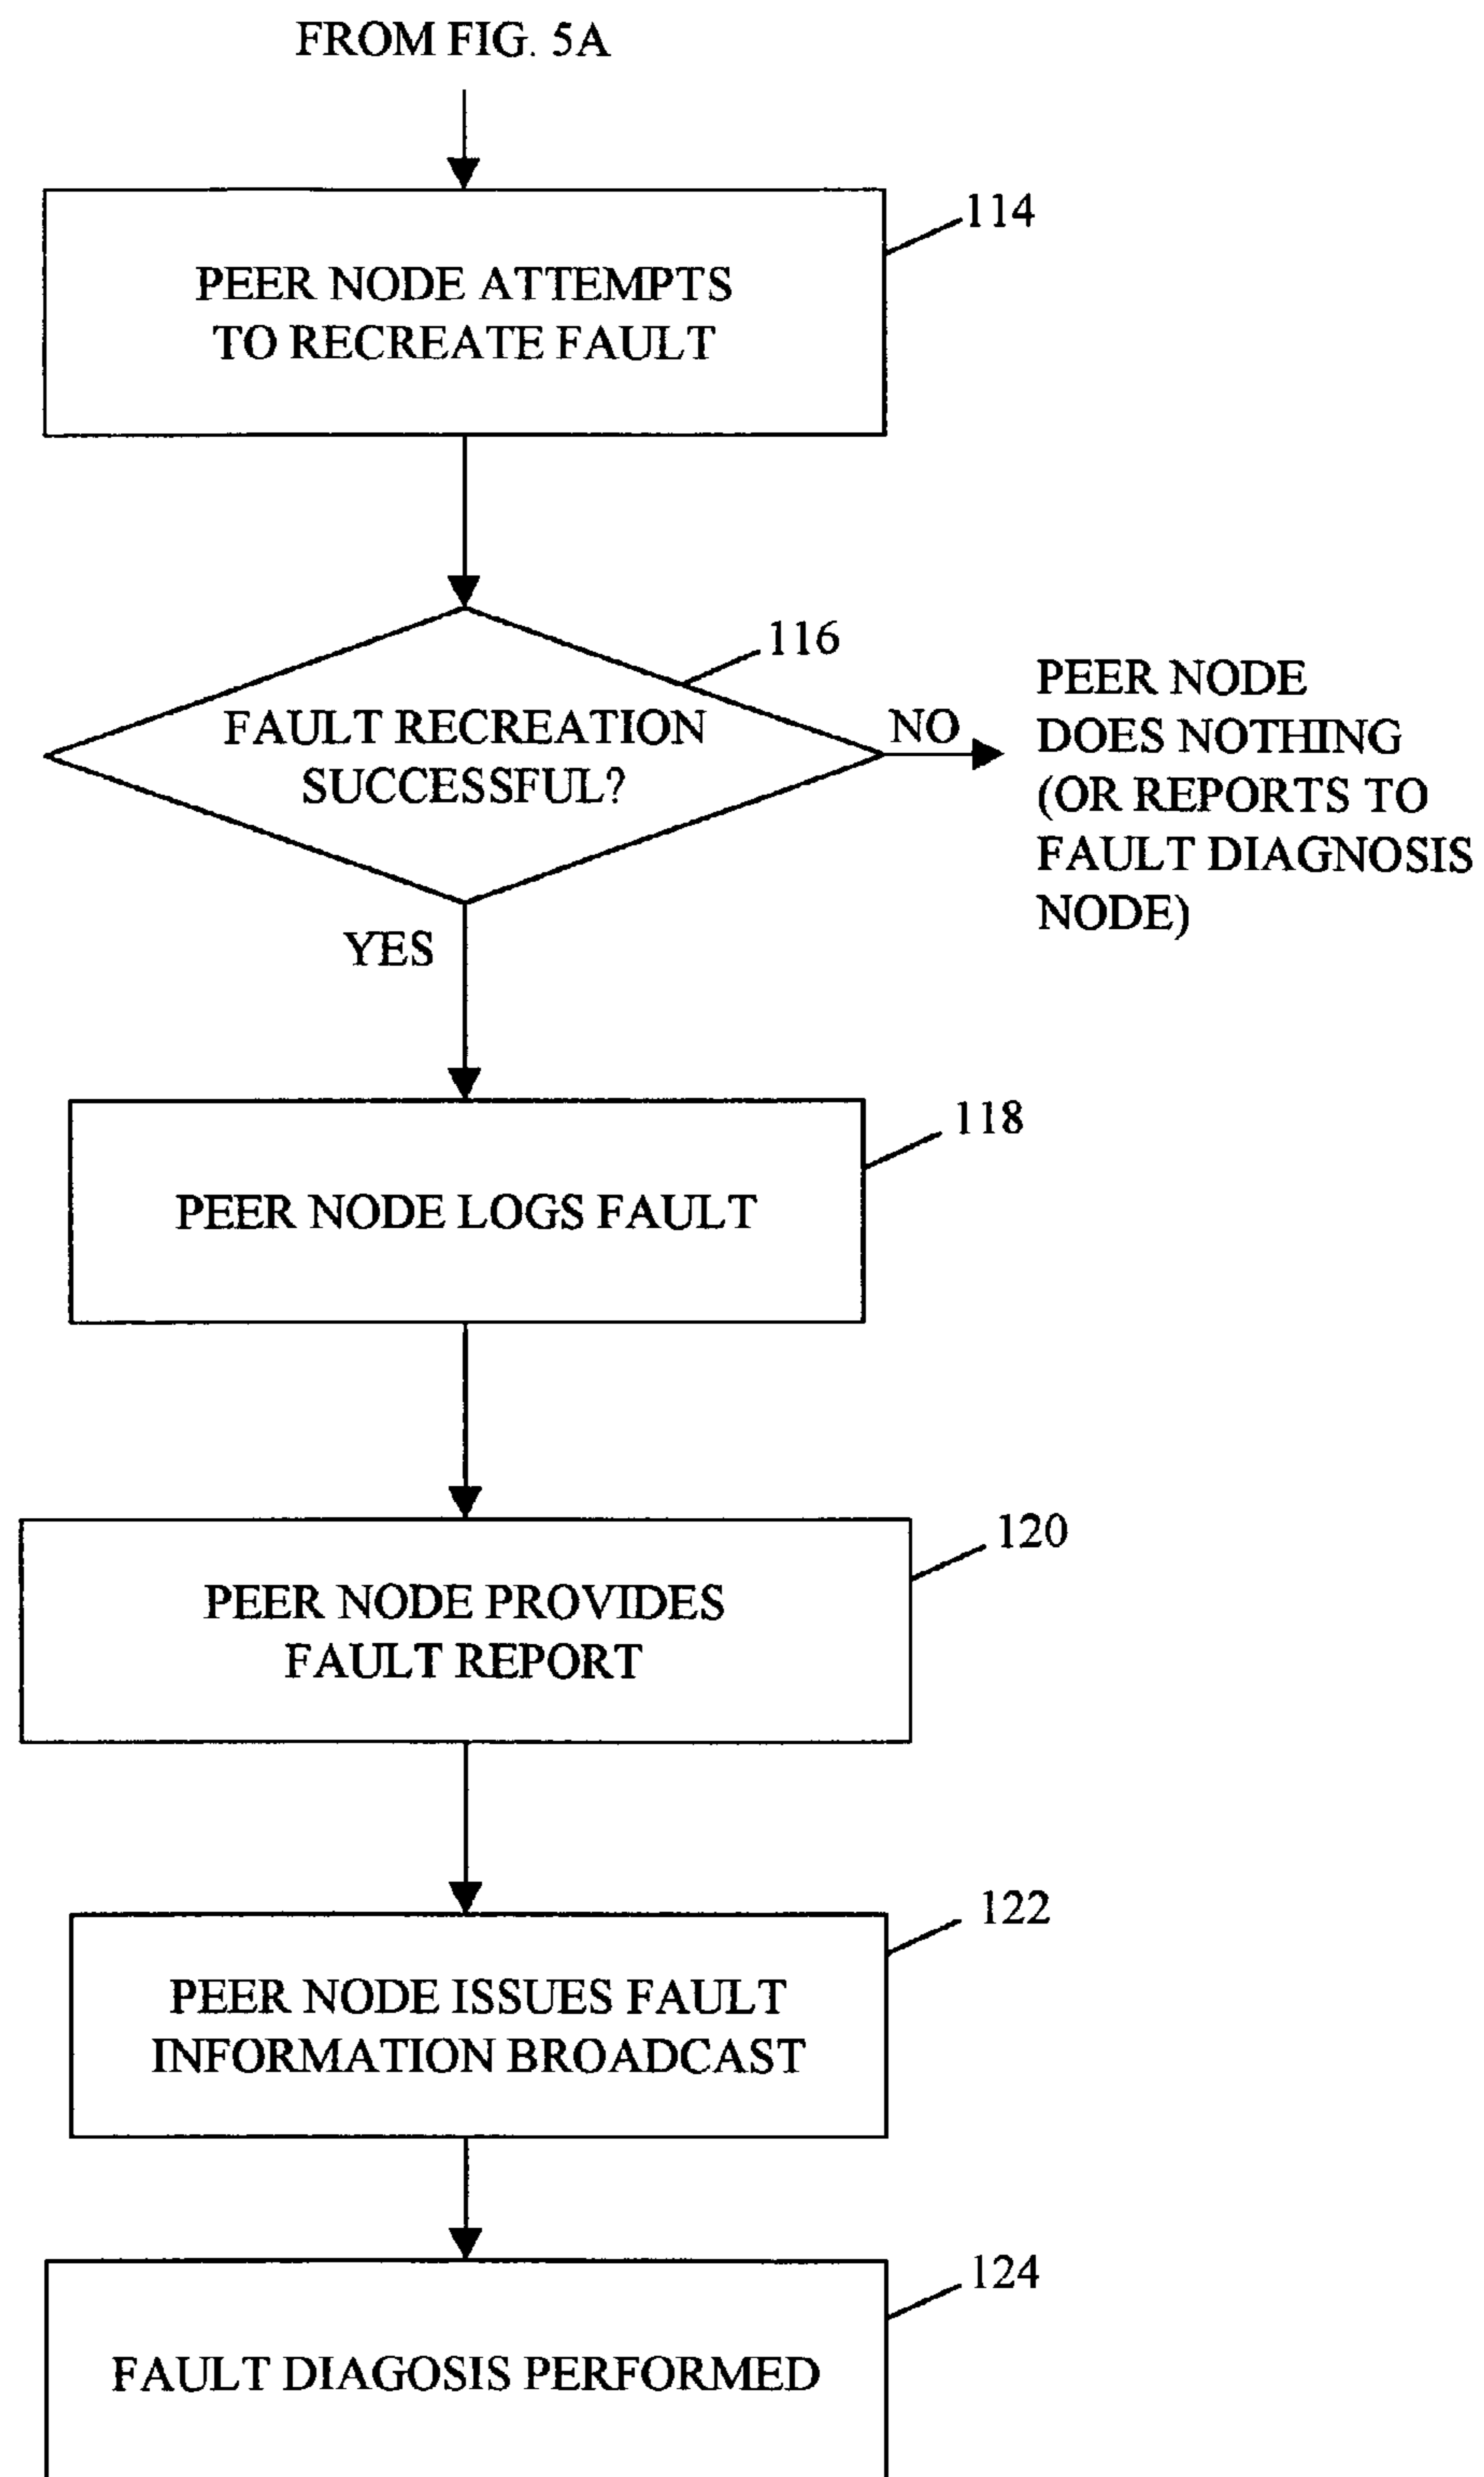 FROM FIG. 5A
114
PEER NODE ATTEMPTS
TO RECREATE FAULT
116
FAULT RECREATION
SUCCESSFUL?
NO
PEER NODE
DOES NOTHING
(OR REPORTS TO
FAULT DIAGNOSIS
NODE)
YES
118
PEER NODE LOGS FAULT
120
PEER NODE PROVIDES
FAULT REPORT
122
PEER NODE ISSUES FAULT
INFORMATION BROADCAST
124
FAULT DIAGOSIS PERFORMED